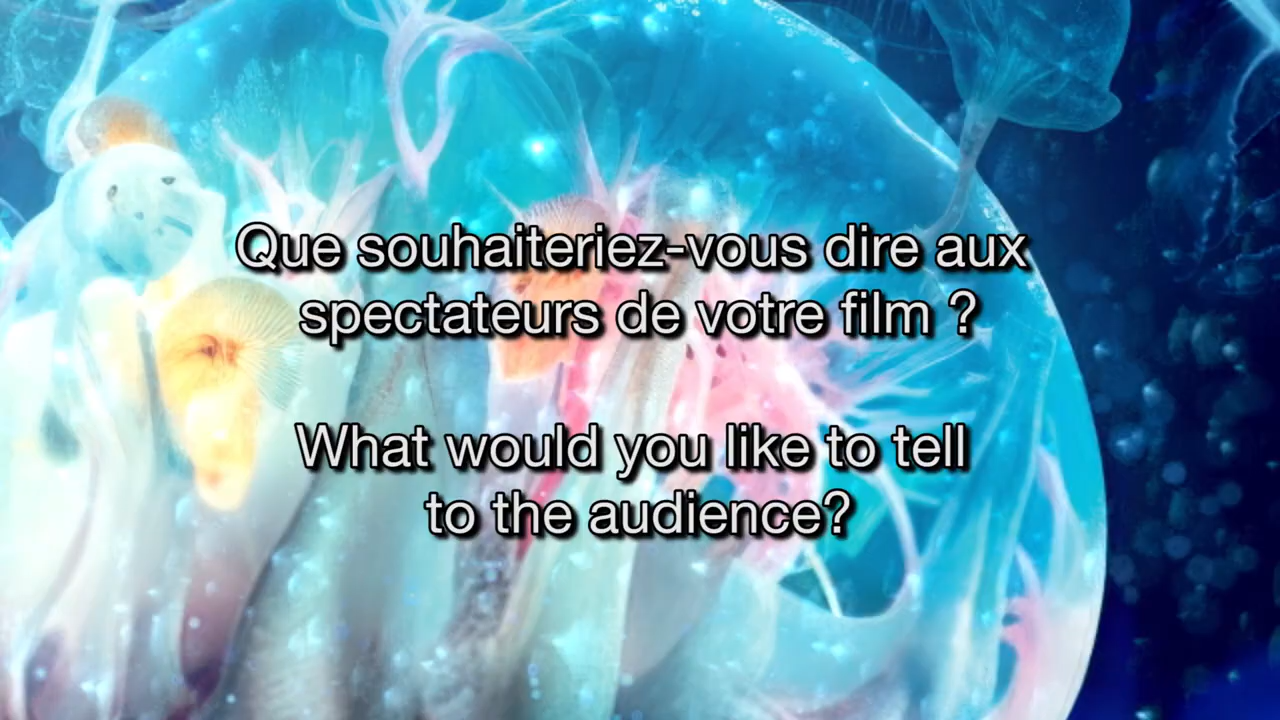 Que souhaiteriez-vous dire aux
spectateurs de votre film ?
What would you like to tell
to the audience?